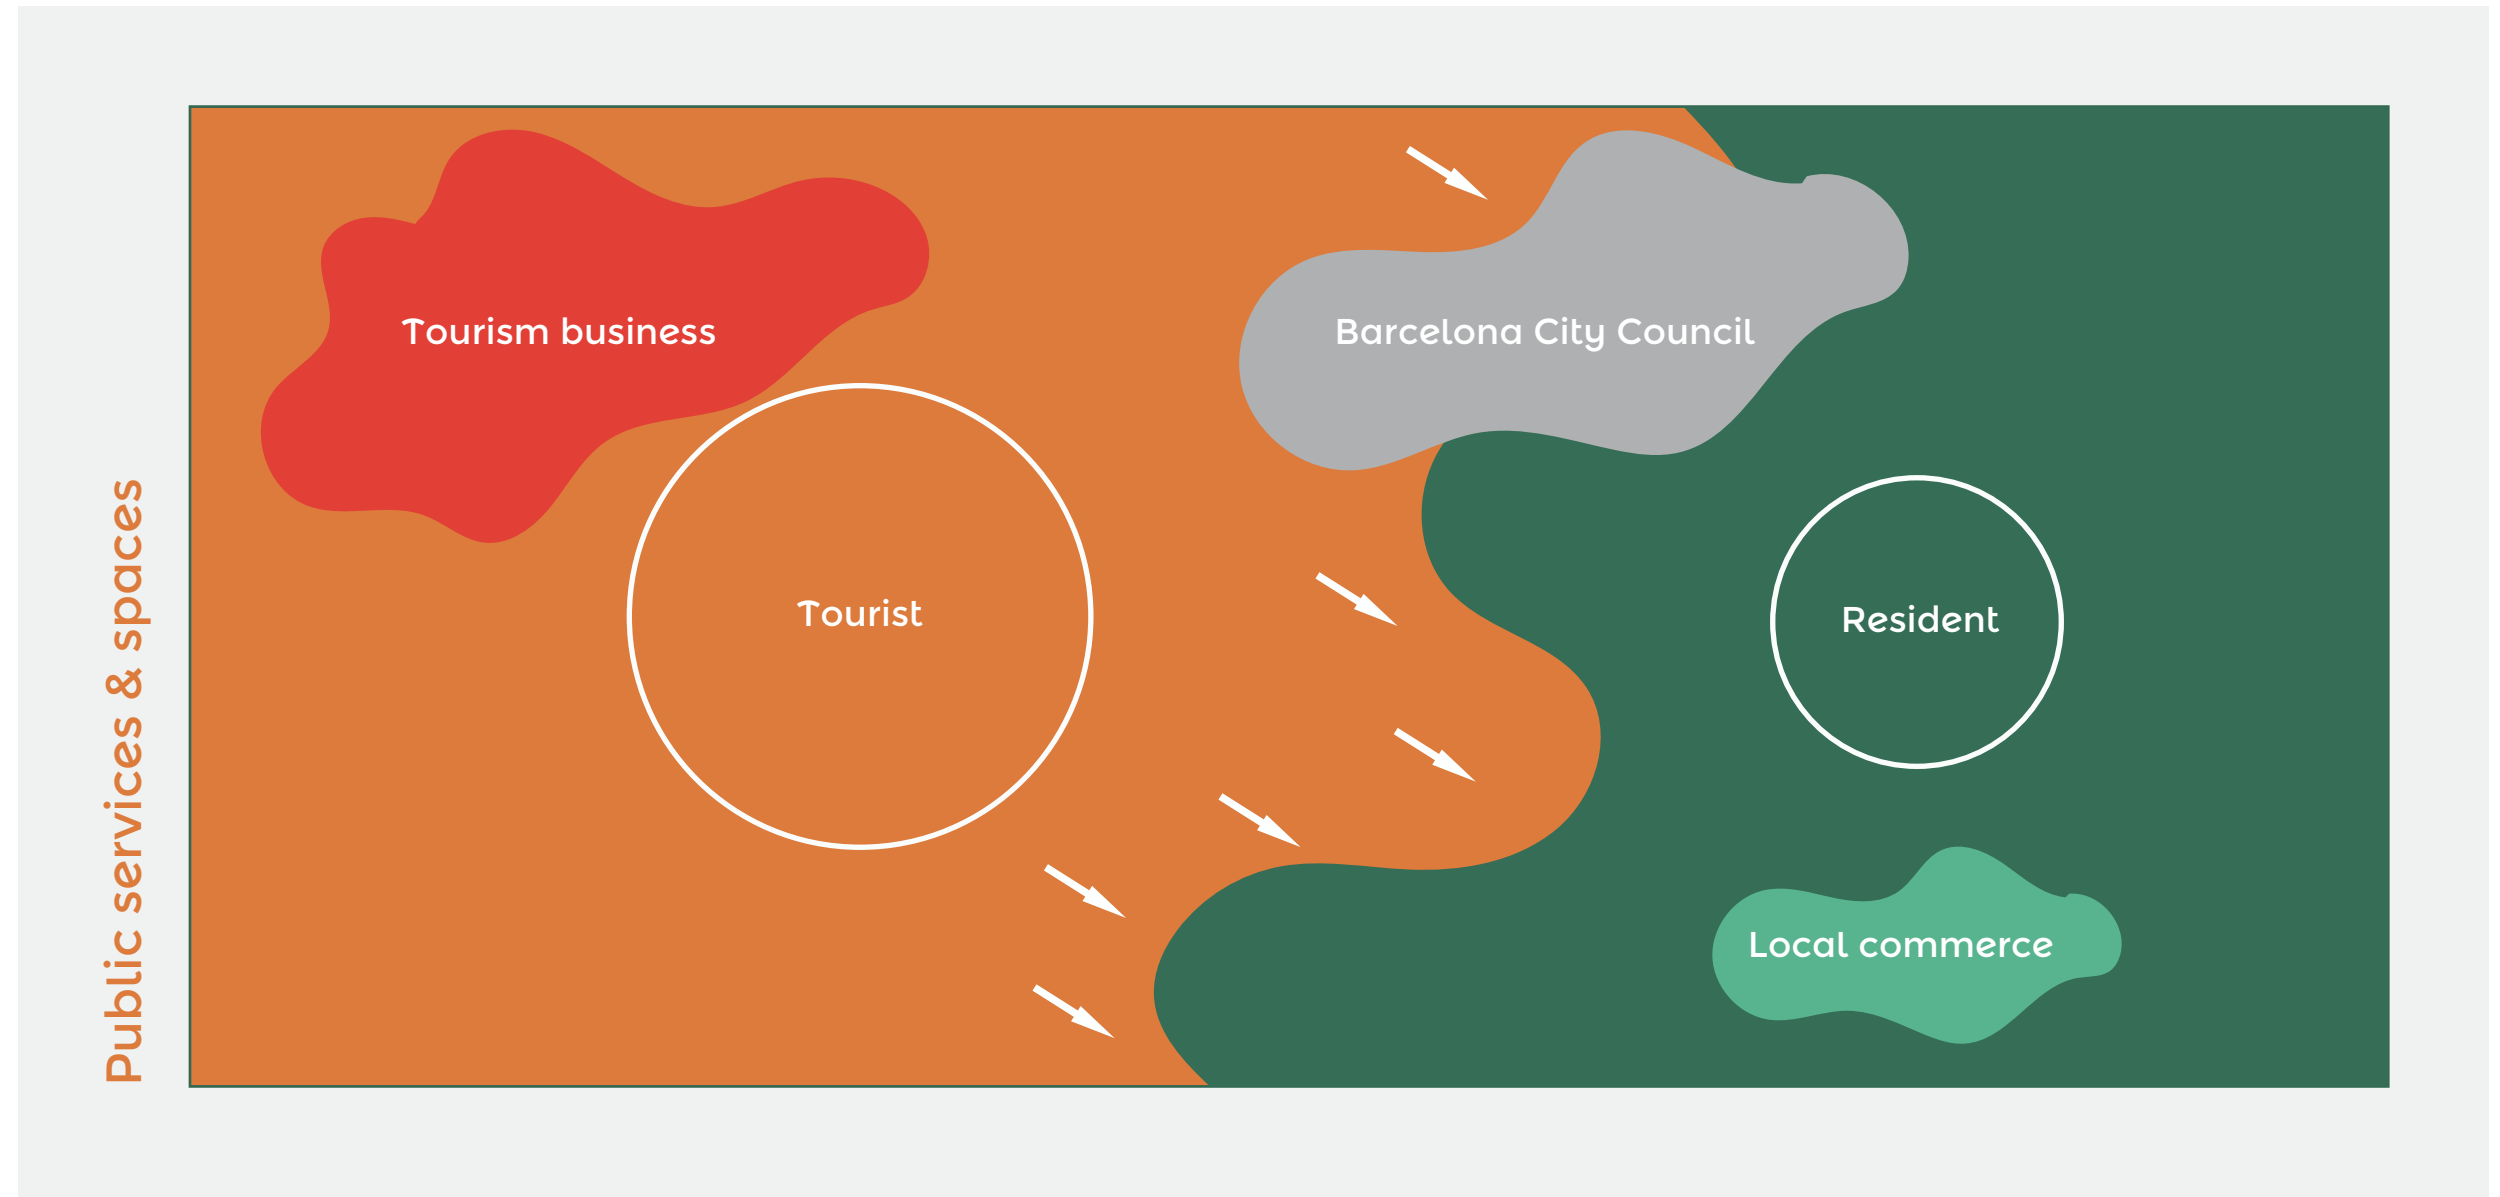 Public services & spaces
Tourism business
Barcelona City Council
Tourist
Resident
Local commerce